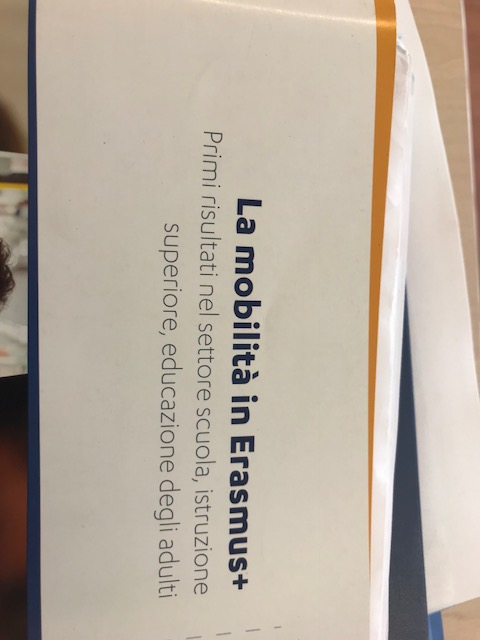 La mobilità in Erasmus+
Primi risultati nel settore scuola, istruzione
superiore, educazione degli adulti